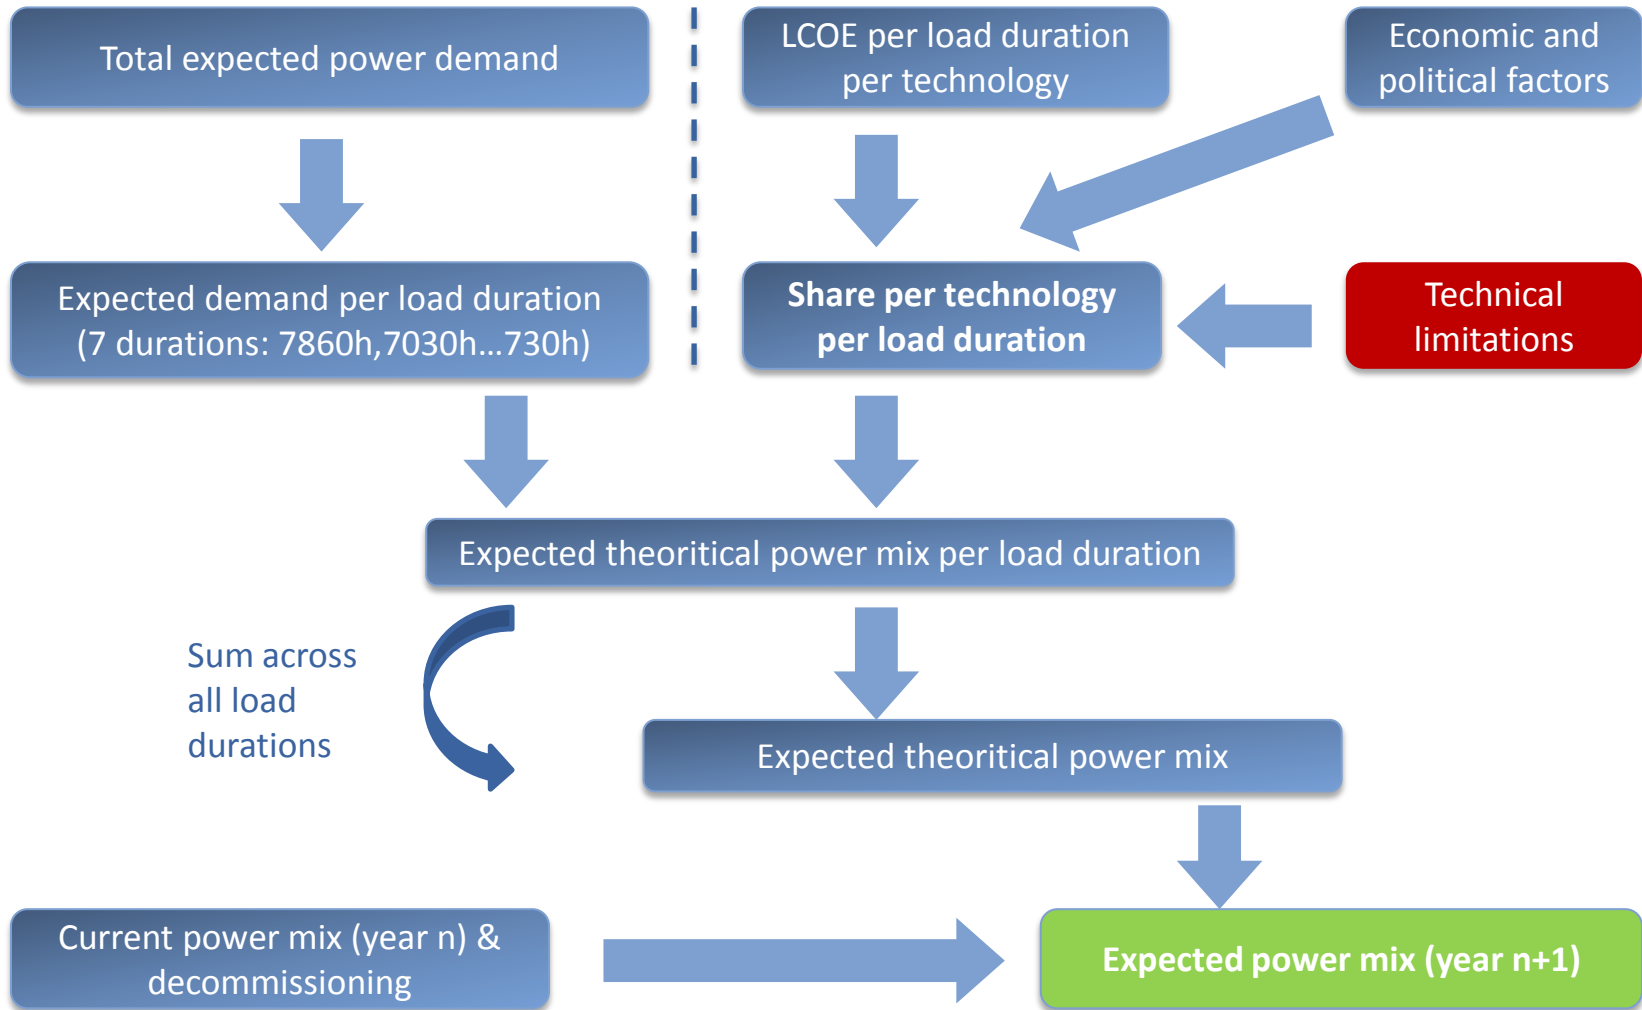 Total expected power demand
LCOE per load duration
per technology
Economic and
political factors
Expected demand per load duration
(7 durations: 7860h,7030h...730h)
Share per technology
per load duration
Technical
limitations
Expected theoritical power mix per load duration
Sum across
all load
durations
Expected theoritical power mix
Current power mix (year n) &
decommissioning
Expected power mix (year n+1)